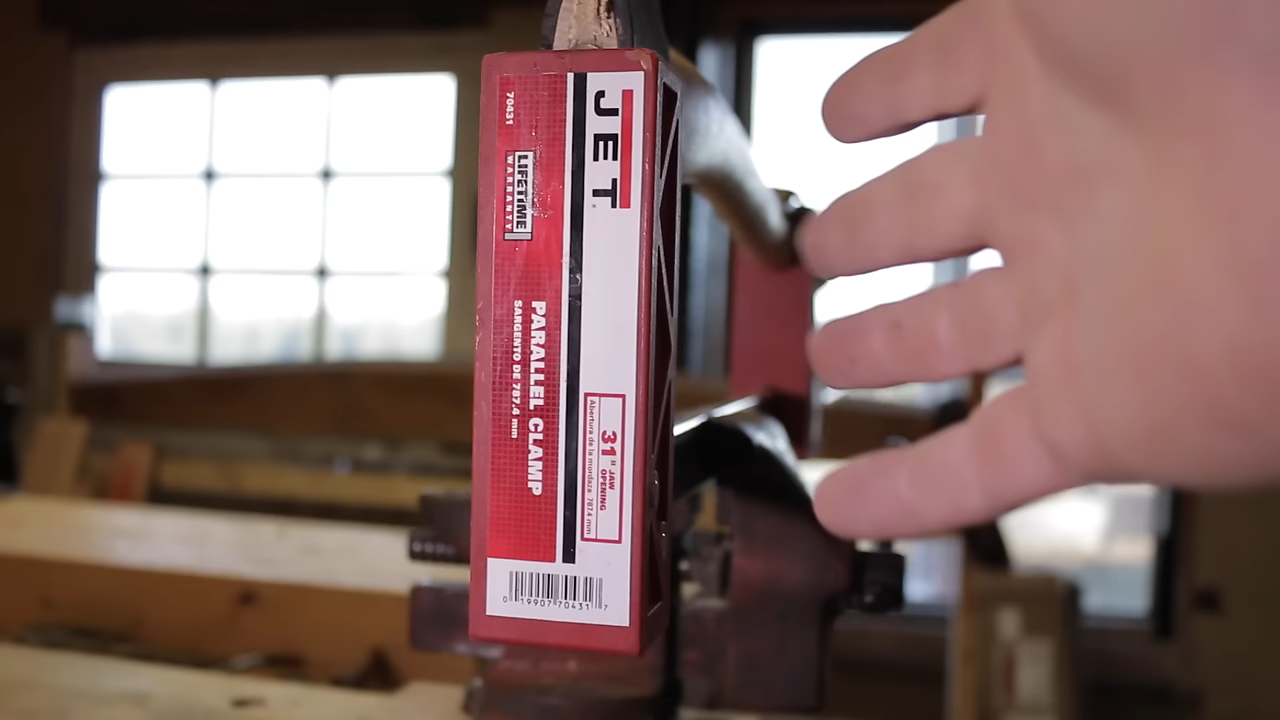 JET
31" JAW
OPENING
Abertura de la mordaza: 787.4 mm
70431
LIFETIME
WARRANTY
PARALLEL CLAMP
SARGENTO DE 787.4 mm
0 19907 70431 7